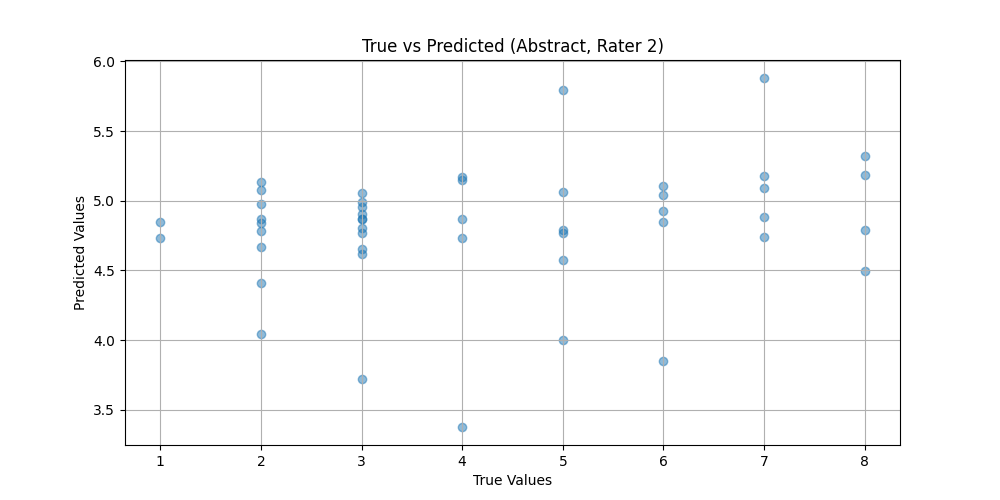 True vs Predicted (Abstract, Rater 2)
6.0
5.5
5.0
4.5
4.0
3.5
Predicted Values
1 2 3 4 5 6 7 8
True Values